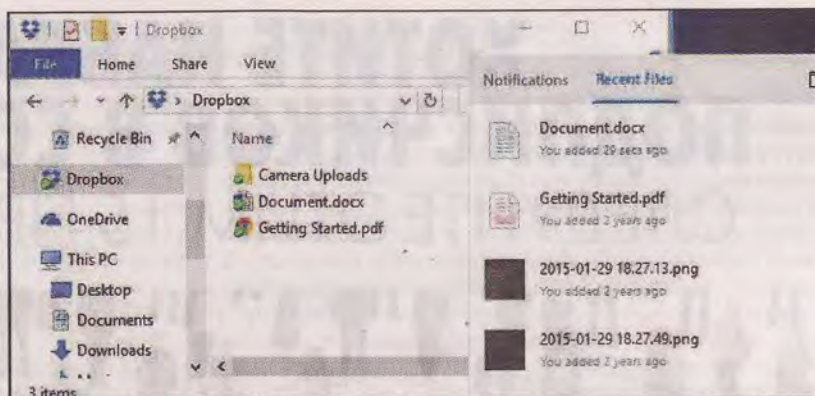 Dropbox
File Home Share View
Dropbox
Recycle Bin
Dropbox
OneDrive
This PC
Desktop
Documents
Downloads
3 items
Name
Camera Uploads
Document.docx
Getting Started.pdf
Notifications Recent Files
Document.docx
You added 29 secs ago
Getting Started.pdf
You added 2 years ago
2015-01-29 18.27.13.png
You added 2 years ago
2015-01-29 18.27.49.png
You added 2 years ago